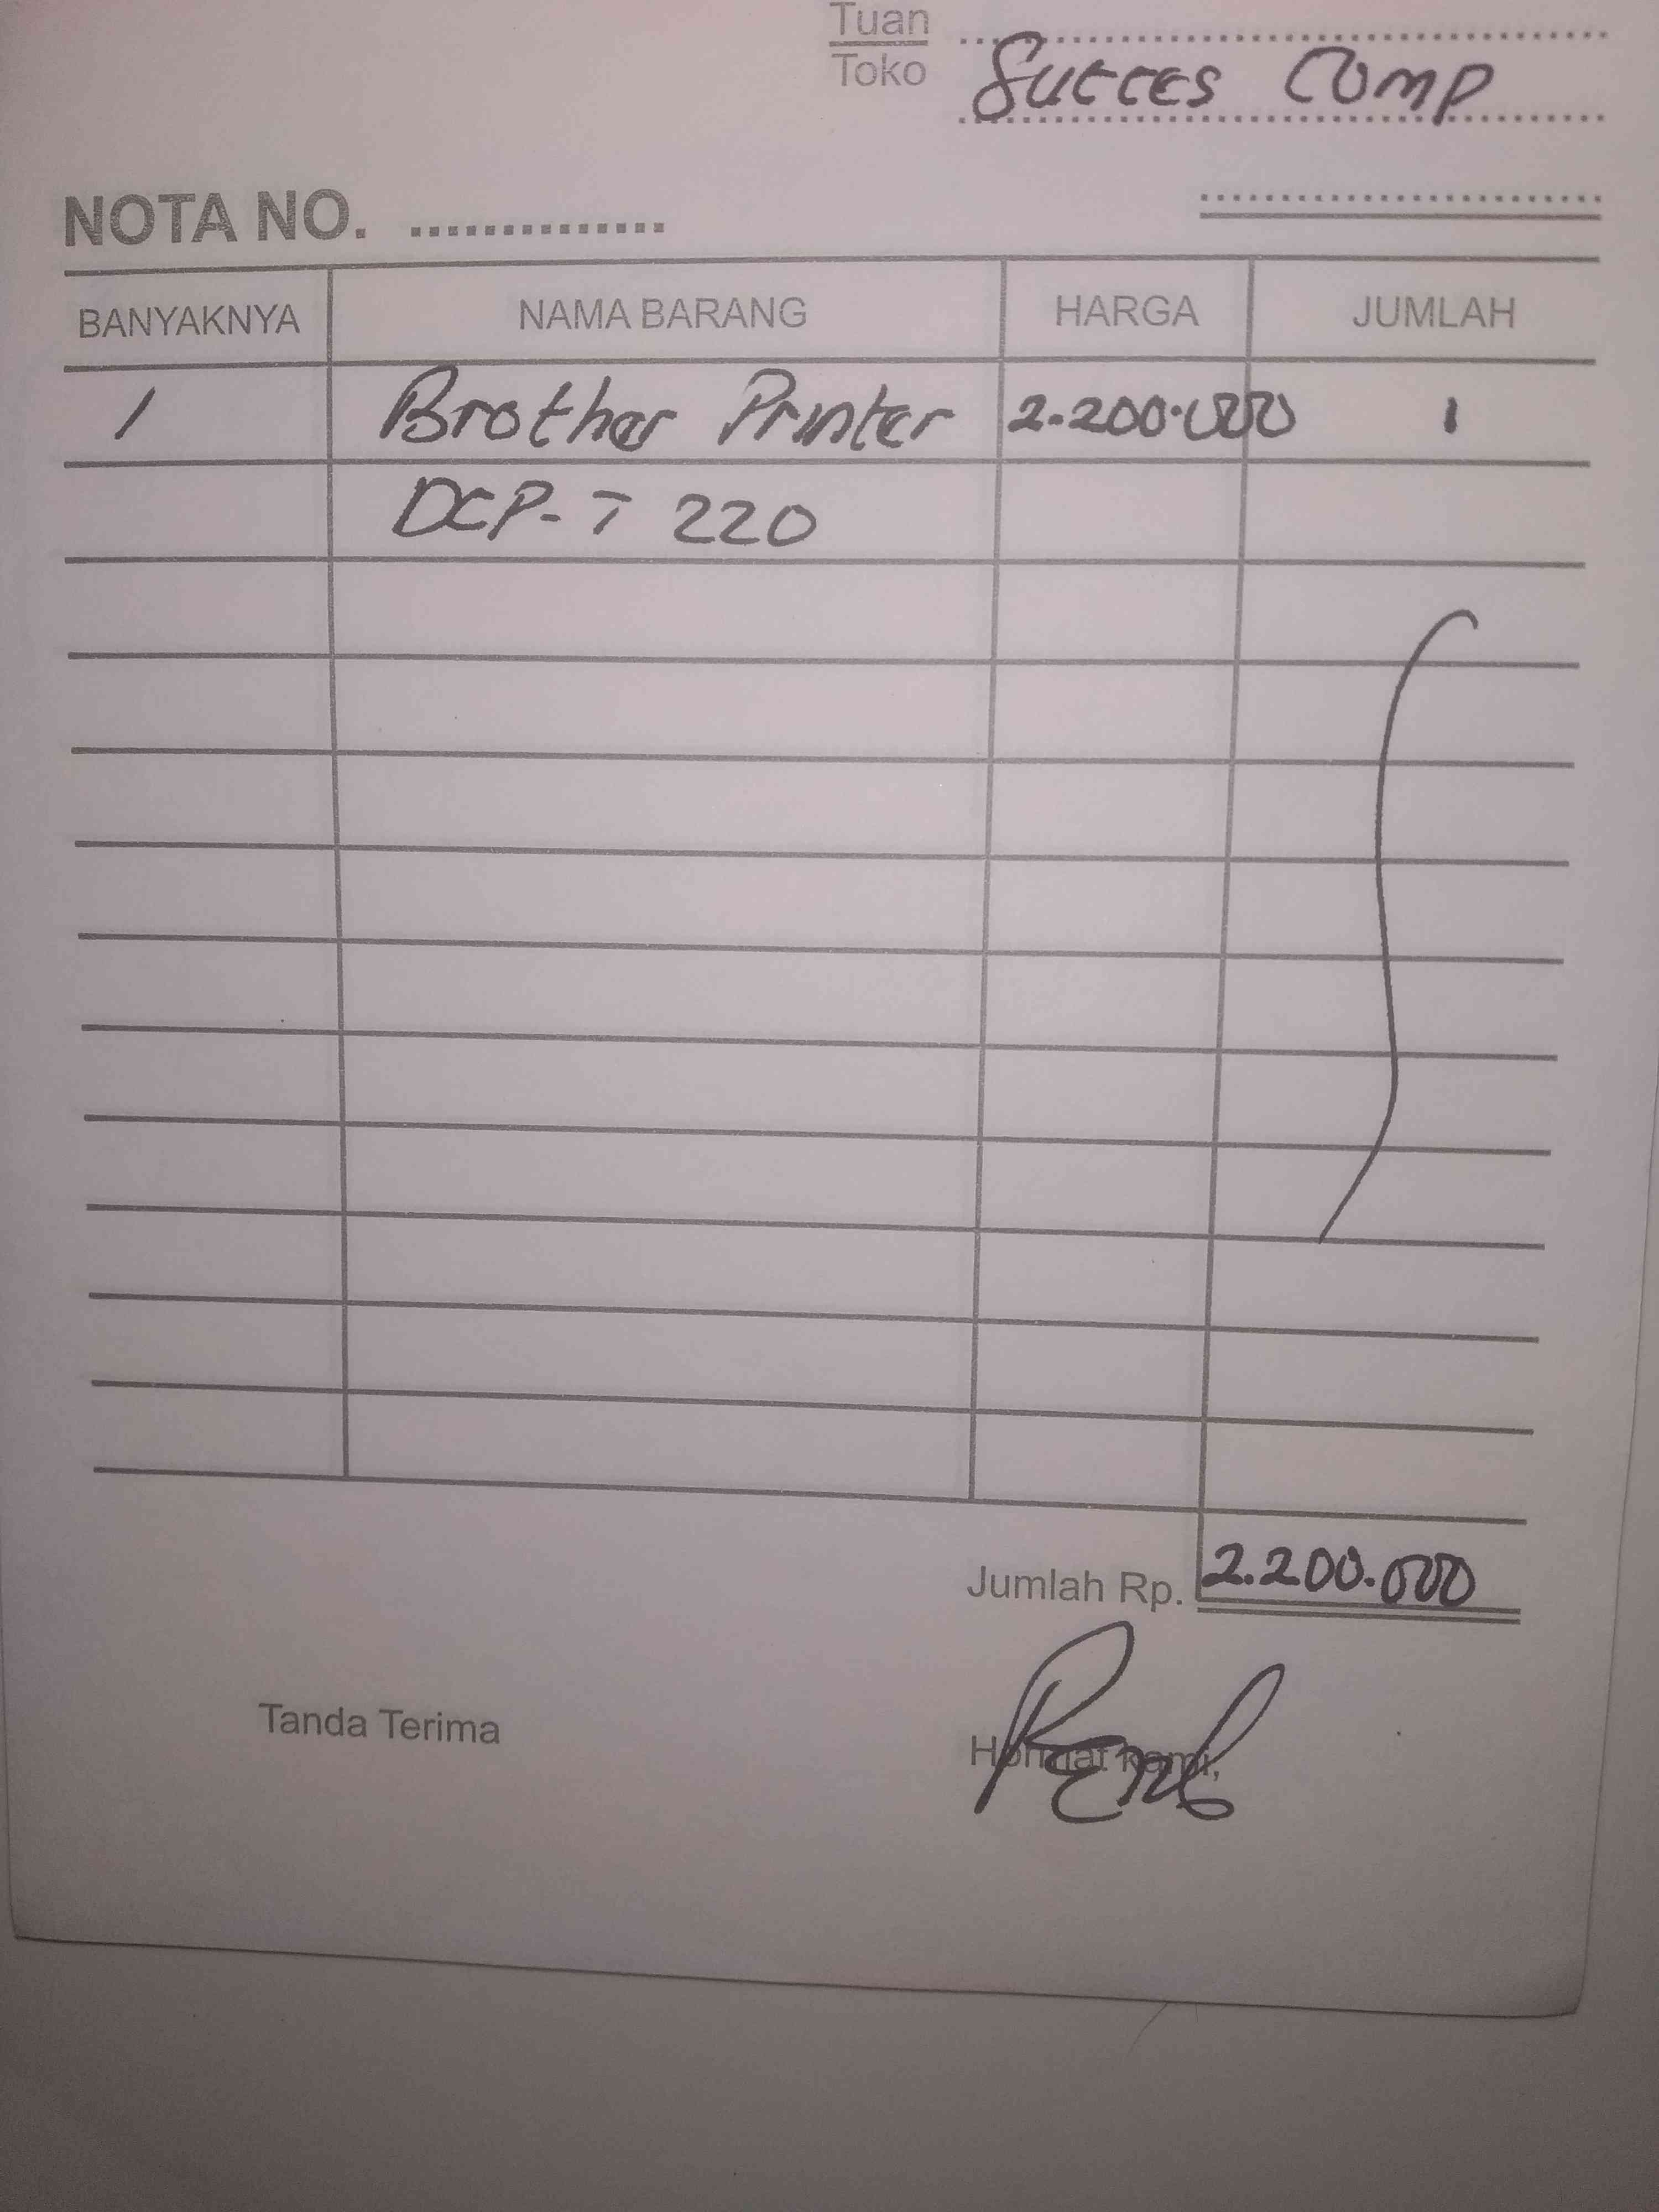 Tuan
Toko Succes Comp
NOTA NO. ..............
BANYAKNYA NAMA BARANG HARGA JUMLAH
1 Brother Printer 2.200.000 1
DCP-T 220
Jumlah Rp. 2.200.000
Tanda Terima Hormat kami,